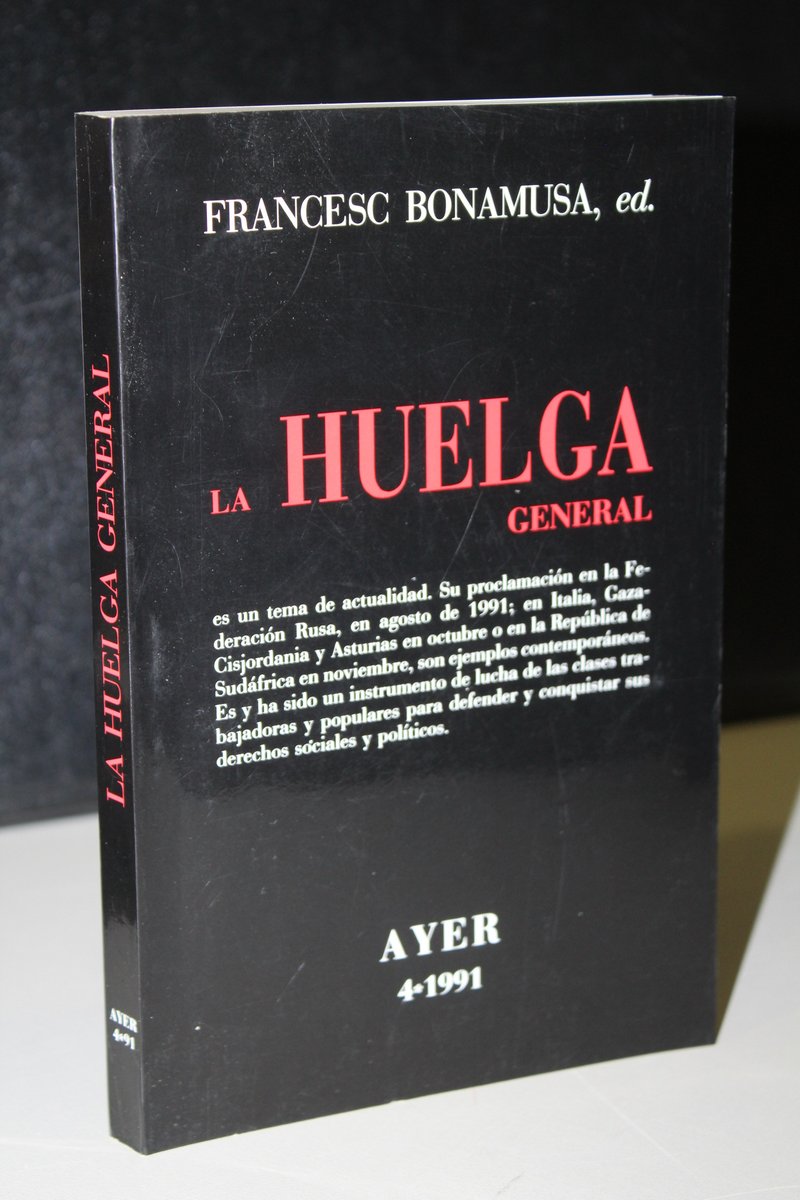 FRANCESC BONAMUSA, ed.
LA HUELGA
GENERAL
es un tema de actualidad. Su proclamación en la Fe-
deración Rusa, en agosto de 1991; en Italia, Gaza-
Cisjordania y Asturias en octubre o en la República de
Sudáfrica en noviembre, son ejemplos contemporáneos.
Es y ha sido un instrumento de lucha de las clases tra-
bajadoras y populares para defender y conquistar sus
derechos sociales y políticos.
AYER
4*1991
LA HUELGA GENERAL
AYER
4*91